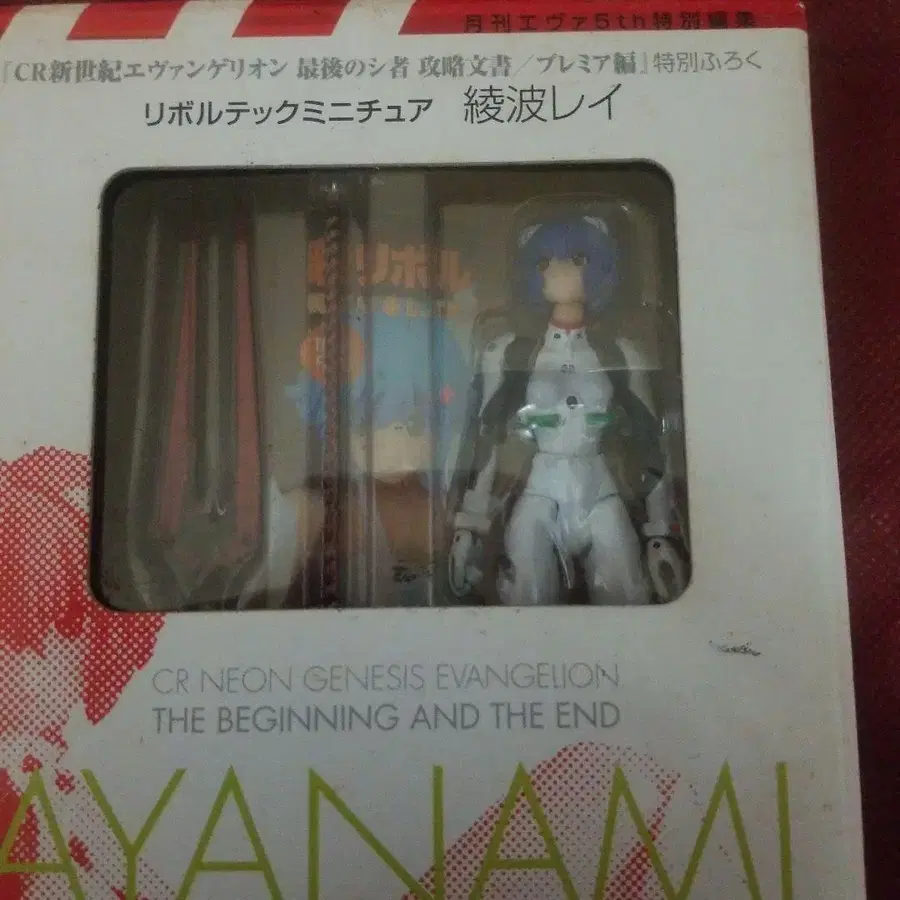 月刊エヴァ5th特別編集
『CR新世紀エヴァンゲリオン 最後のシ者 攻略文書/プレミア編』特別ふろく
リボルテックミニチュア 綾波レイ
リボル
CR NEON GENESIS EVANGELION
THE BEGINNING AND THE END
AYANAMI